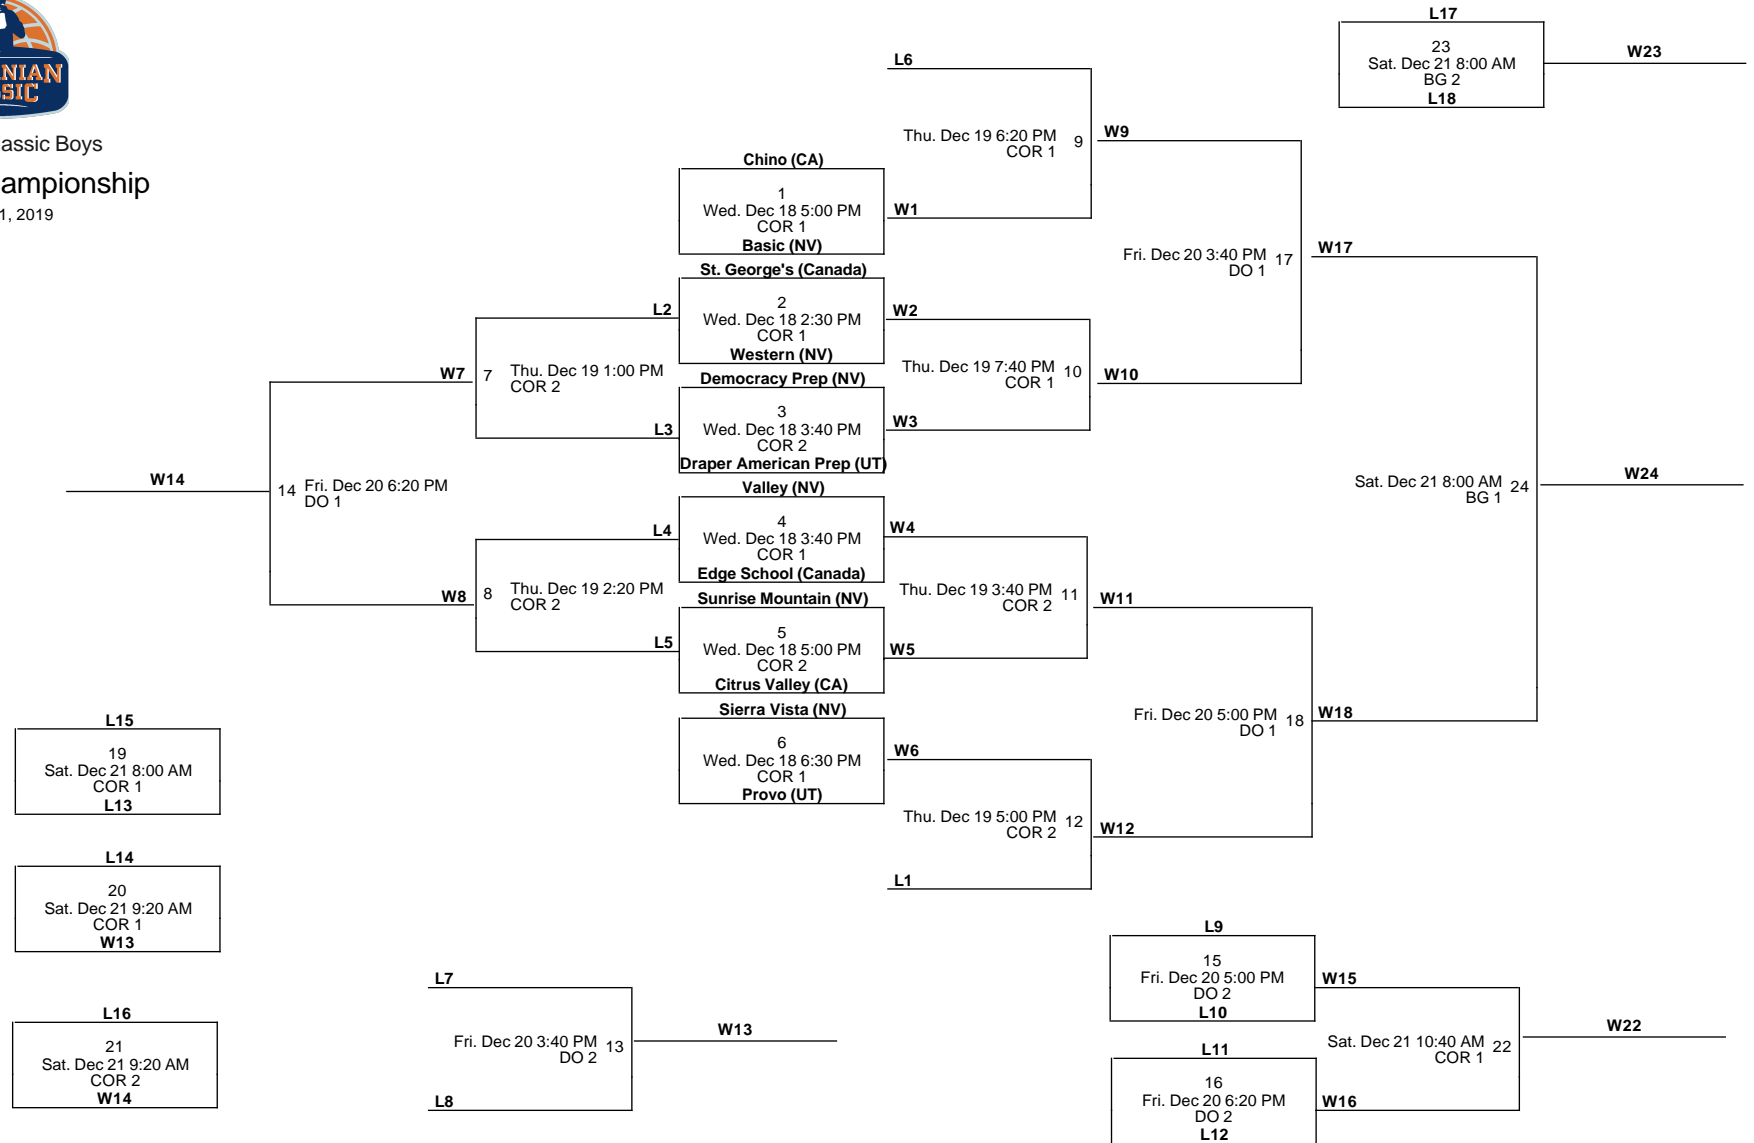 NIAN
SIC
assic Boys
ampionship
1, 2019
L17
23
Sat. Dec 21 8:00 AM
BG 2
L18
W23
L6
Thu. Dec 19 6:20 PM 9
COR 1
W9
W1
Chino (CA)
1
Wed. Dec 18 5:00 PM
COR 1
Basic (NV)
St. George's (Canada)
2
Wed. Dec 18 2:30 PM
COR 1
Western (NV)
Democracy Prep (NV)
3
Wed. Dec 18 3:40 PM
COR 2
Draper American Prep (UT)
Valley (NV)
4
Wed. Dec 18 3:40 PM
COR 1
Edge School (Canada)
Sunrise Mountain (NV)
5
Wed. Dec 18 5:00 PM
COR 2
Citrus Valley (CA)
Sierra Vista (NV)
6
Wed. Dec 18 6:30 PM
COR 1
Provo (UT)
L2
W7
7 Thu. Dec 19 1:00 PM
COR 2
L3
W14
14 Fri. Dec 20 6:20 PM
DO 1
L4
W8
8 Thu. Dec 19 2:20 PM
COR 2
L5
W2
Thu. Dec 19 7:40 PM 10
COR 1
W10
W3
Fri. Dec 20 3:40 PM 17
DO 1
W17
W4
Thu. Dec 19 3:40 PM 11
COR 2
W11
W5
Sat. Dec 21 8:00 AM 24
BG 1
W24
Fri. Dec 20 5:00 PM 18
DO 1
W18
W6
Thu. Dec 19 5:00 PM 12
COR 2
W12
L1
L15
19
Sat. Dec 21 8:00 AM
COR 1
L13
L14
20
Sat. Dec 21 9:20 AM
COR 1
W13
L16
21
Sat. Dec 21 9:20 AM
COR 2
W14
L7
Fri. Dec 20 3:40 PM 13
DO 2
W13
L8
L9
15
Fri. Dec 20 5:00 PM
DO 2
L10
W15
Sat. Dec 21 10:40 AM 22
COR 1
W22
L11
16
Fri. Dec 20 6:20 PM
DO 2
L12
W16